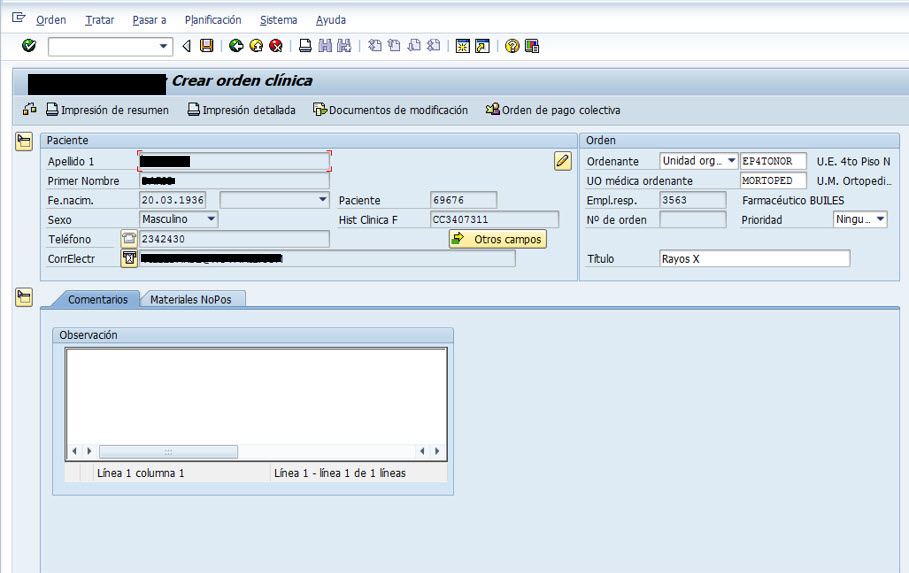 Orden Tratar Pasar a Planificación Sistema Ayuda
Crear orden clínica
Impresión de resumen Impresión detallada Documentos de modificación Orden de pago colectiva
Paciente
Apellido 1
Primer Nombre
Fe.nacim. 20.03.1936 Paciente 69676
Sexo Masculino Hist Clinica F CC3407311
Teléfono 2342430 Otros campos
CorrElectr
Orden
Ordenante Unidad org... EP4TONOR U.E. 4to Piso N
UO médica ordenante MORTOPED U.M. Ortopedi...
Empl.resp. 3563 Farmacéutico BUILES
Nº de orden Prioridad Ningu...
Título Rayos X
Comentarios Materiales NoPos
Observación
Línea 1 columna 1 Línea 1 - línea 1 de 1 líneas